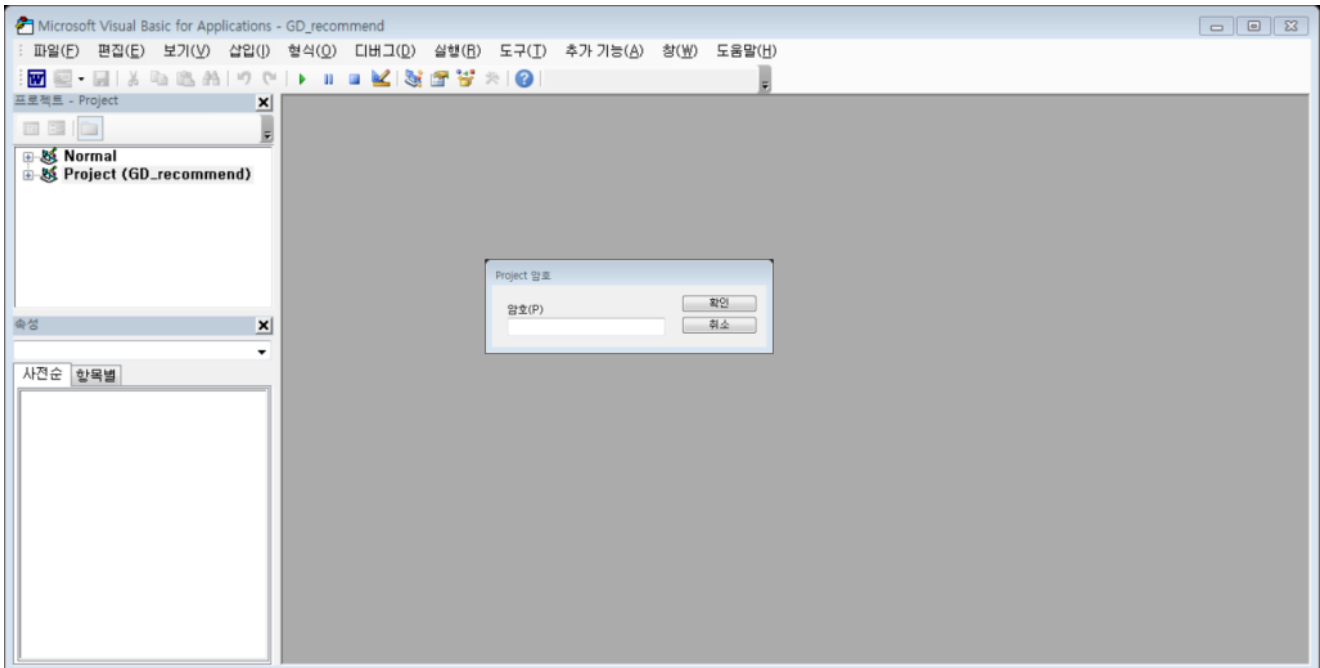 Microsoft Visual Basic for Applications - GD_recommend
파일(F) 편집(E) 보기(V) 삽입(I) 형식(O) 디버그(D) 실행(R) 도구(T) 추가 기능(A) 창(W) 도움말(H)
프로젝트 - Project
Normal
Project (GD_recommend)
Project 암호
암호(P)
확인
취소
속성
사전순 항목별